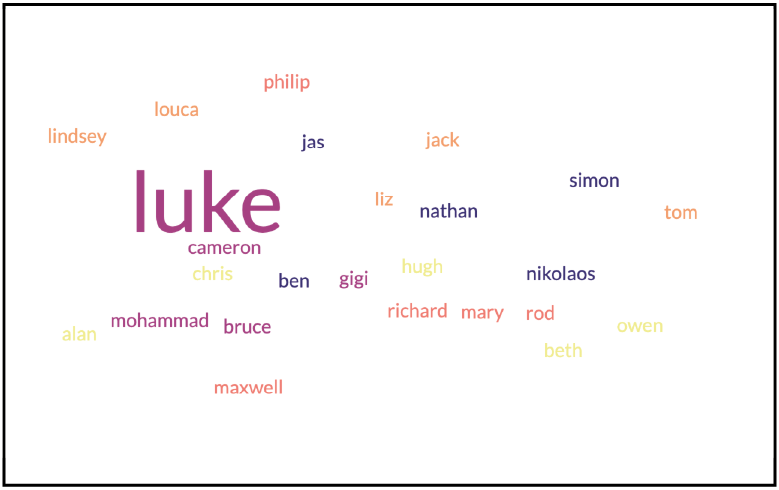 philip
louca
lindsey
jas
jack
luke
simon
liz
nathan
tom
cameron
chris
ben
gigi
hugh
nikolaos
mohammad
bruce
richard
mary
rod
alan
owen
beth
maxwell